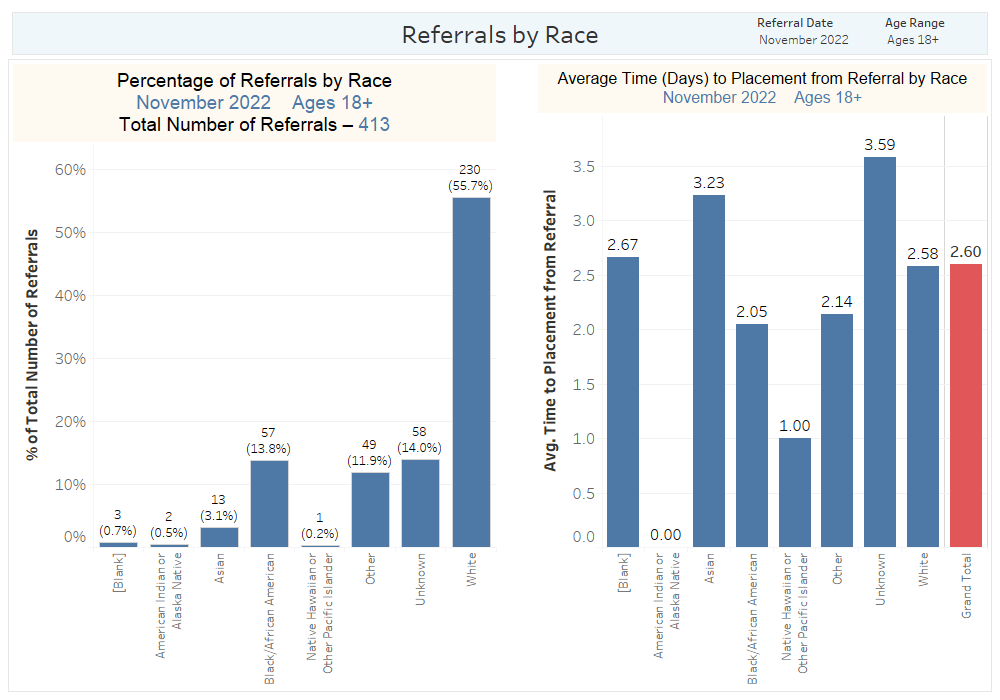 Referrals by Race
Referral Date
November 2022
Age Range
Ages 18+
Percentage of Referrals by Race
November 2022 Ages 18+
Total Number of Referrals – 413
% of Total Number of Referrals
60%
50%
40%
30%
20%
10%
0%
3
(0.7%)
2
(0.5%)
13
(3.1%)
57
(13.8%)
1
(0.2%)
49
(11.9%)
58
(14.0%)
230
(55.7%)
[Blank]
American Indian or
Alaska Native
Asian
Black/African American
Native Hawaiian or
Other Pacific Islander
Other
Unknown
White
Average Time (Days) to Placement from Referral by Race
November 2022 Ages 18+
Avg. Time to Placement from Referral
3.5
3.0
2.5
2.0
1.5
1.0
0.5
0.0
2.67
0.00
3.23
2.05
1.00
2.14
3.59
2.58
2.60
[Blank]
American Indian or
Alaska Native
Asian
Black/African American
Native Hawaiian or
Other Pacific Islander
Other
Unknown
White
Grand Total